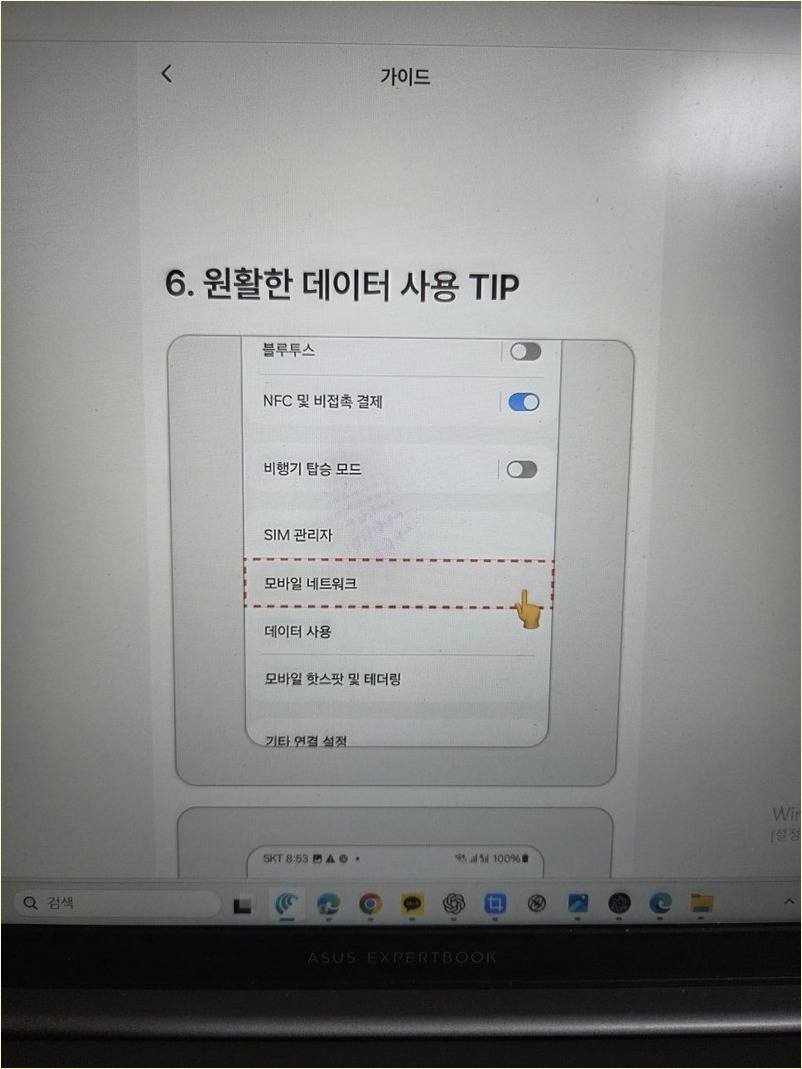 가이드
6. 원활한 데이터 사용 TIP
블루투스
NFC 및 비접촉 결제
비행기 탑승 모드
SIM 관리자
모바일 네트워크
데이터 사용
모바일 핫스팟 및 테더링
기타 연결 설정
SKT 8:53 100%
Win
[설정
검색
ASUS EXPERTBOOK